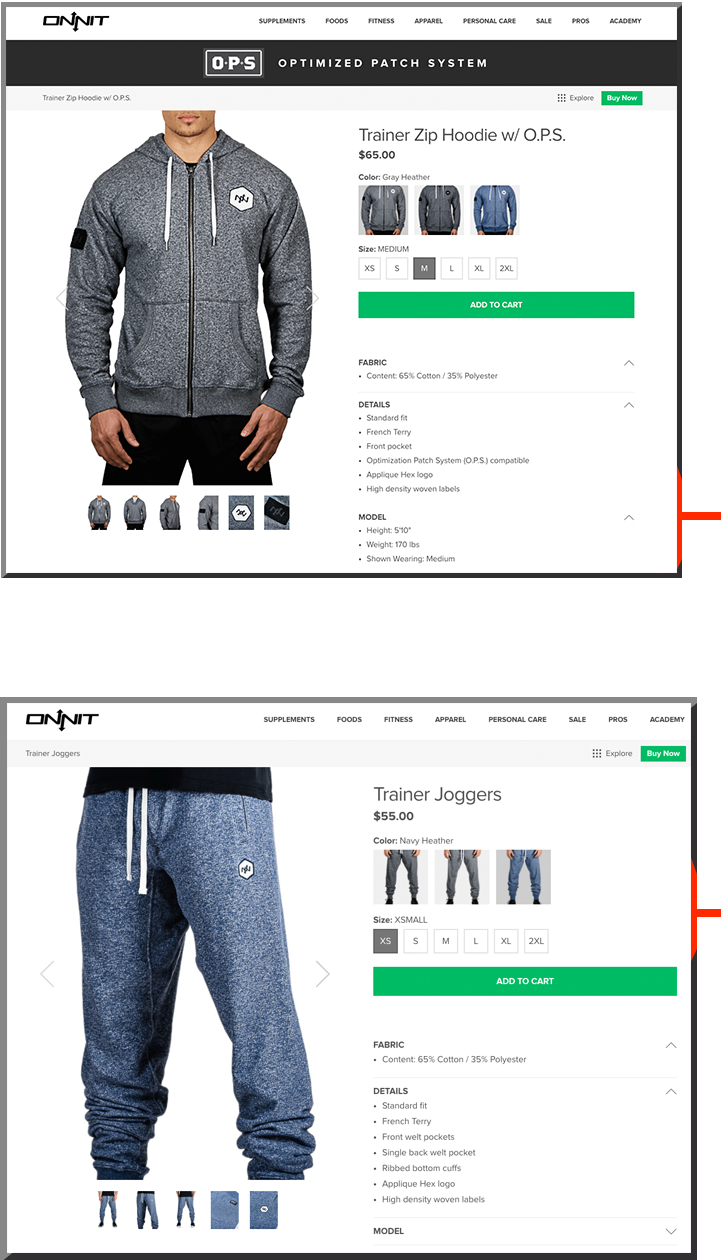 ONNIT
SUPPLEMENTS FOODS FITNESS APPAREL PERSONAL CARE SALE PROS ACADEMY
O·P·S OPTIMIZED PATCH SYSTEM
Trainer Zip Hoodie w/ O.P.S. Explore Buy Now
Trainer Zip Hoodie w/ O.P.S.
$65.00
Color: Gray Heather
Size: MEDIUM
XS S M L XL 2XL
ADD TO CART
FABRIC
• Content: 65% Cotton / 35% Polyester
DETAILS
• Standard fit
• French Terry
• Front pocket
• Optimization Patch System (O.P.S.) compatible
• Applique Hex logo
• High density woven labels
MODEL
• Height: 5'10"
• Weight: 170 lbs
• Shown Wearing: Medium
ONNIT
SUPPLEMENTS FOODS FITNESS APPAREL PERSONAL CARE SALE PROS ACADEMY
Trainer Joggers Explore Buy Now
Trainer Joggers
$55.00
Color: Navy Heather
Size: XSMALL
XS S M L XL 2XL
ADD TO CART
FABRIC
• Content: 65% Cotton / 35% Polyester
DETAILS
• Standard fit
• French Terry
• Front welt pockets
• Single back welt pocket
• Ribbed bottom cuffs
• Applique Hex logo
• High density woven labels
MODEL